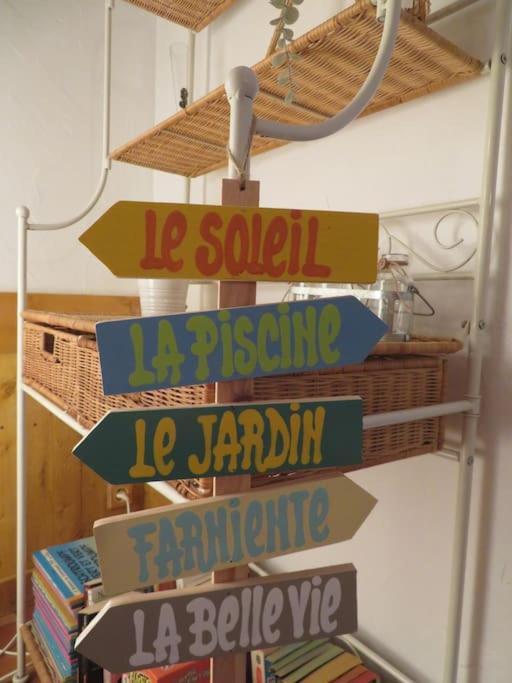 Le SOLeiL
LA PiSCiNe
Le JARDiN
FARNieNTe
LA BeLLe Vie